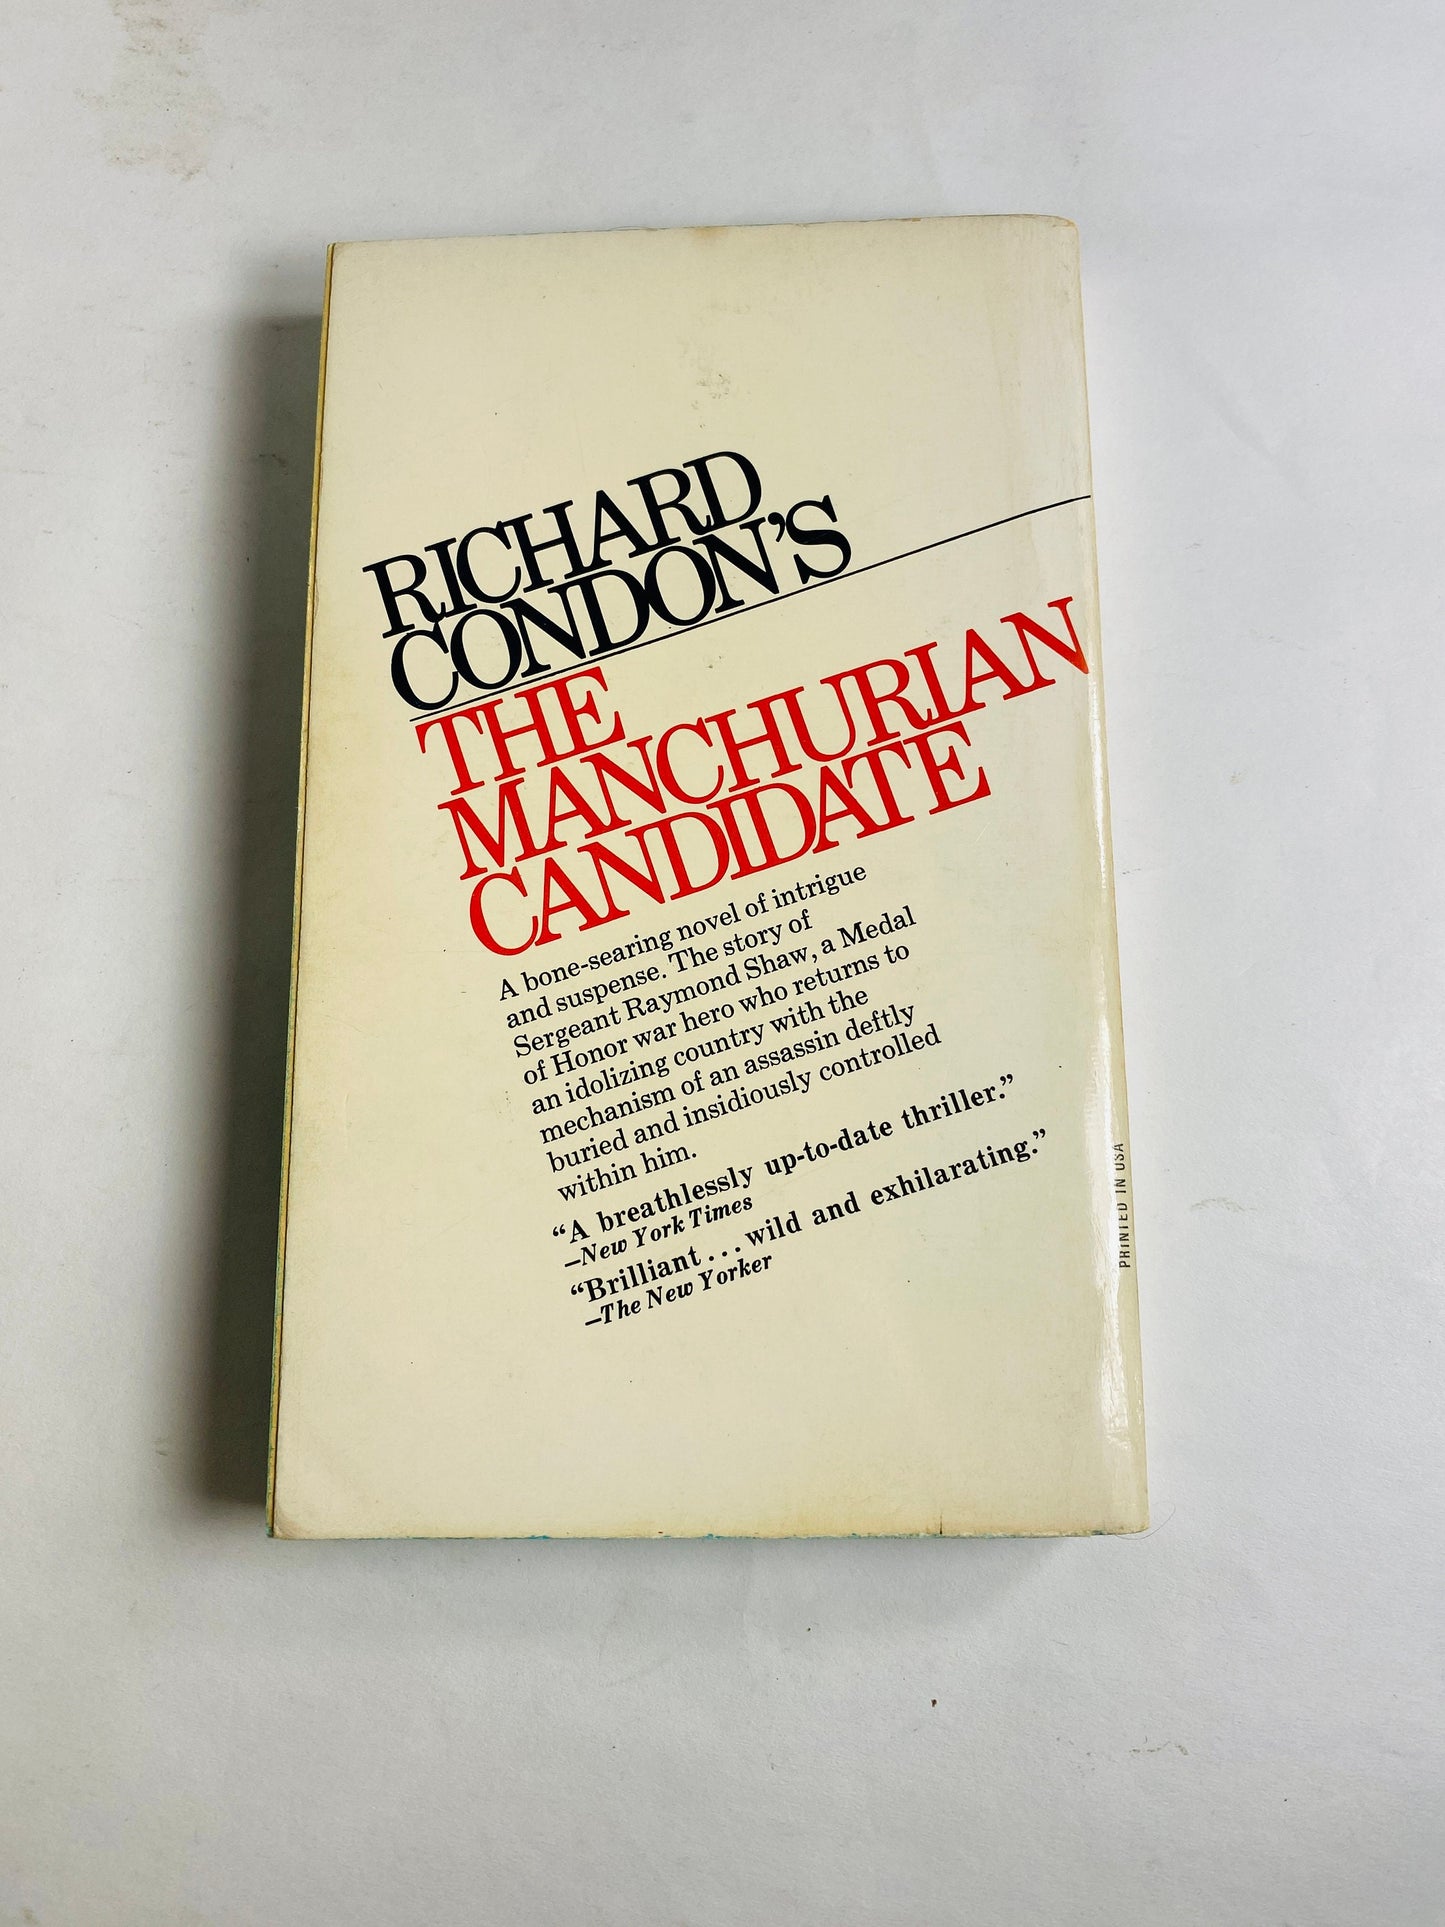 RICHARD
CONDON'S
THE
MANCHURIAN
CANDIDATE
A bone-searing novel of intrigue
and suspense. The story of
Sergeant Raymond Shaw, a Medal
of Honor war hero who returns to
an idolizing country with the
mechanism of an assassin deftly
buried and insidiously controlled
within him.
“A breathlessly up-to-date thriller.”
—New York Times
“Brilliant . . . wild and exhilarating.”
—The New Yorker
PRINTED IN USA